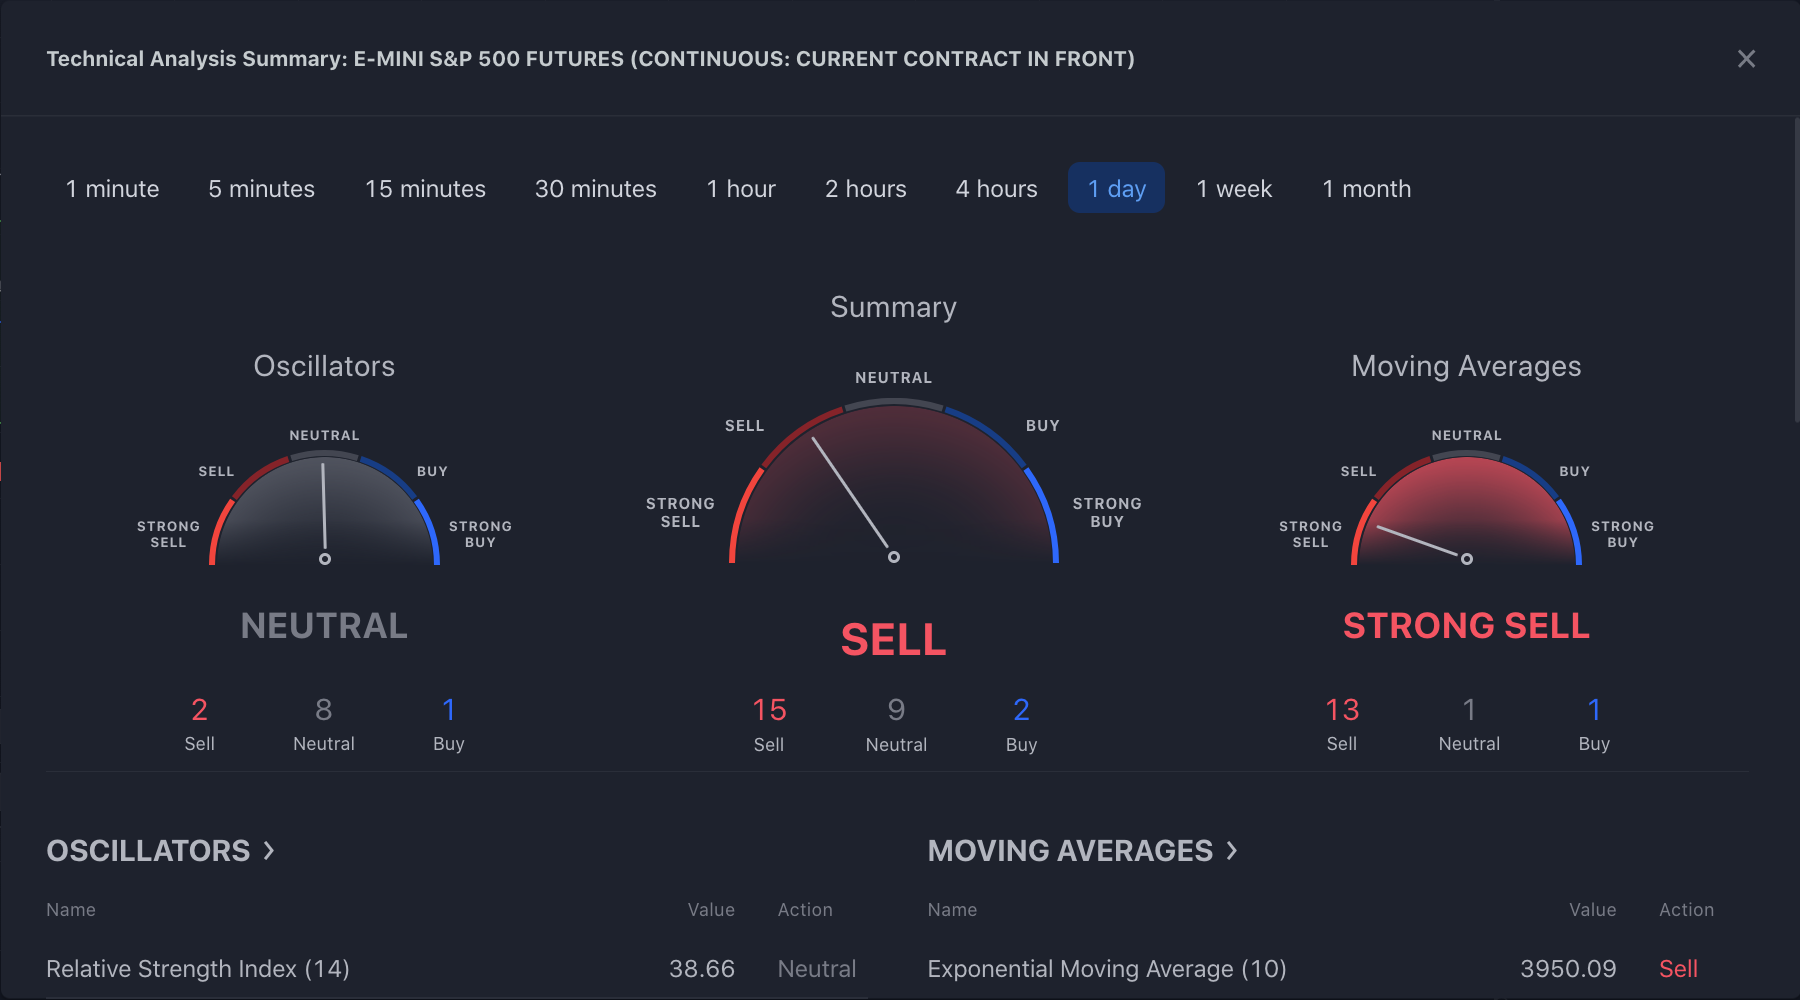 Technical Analysis Summary: E-MINI S&P 500 FUTURES (CONTINUOUS: CURRENT CONTRACT IN FRONT)
1 minute 5 minutes 15 minutes 30 minutes 1 hour 2 hours 4 hours 1 day 1 week 1 month
Summary
Oscillators
NEUTRAL
SELL
BUY
STRONG SELL
STRONG BUY
NEUTRAL
2 8 1
Sell Neutral Buy
NEUTRAL
SELL
BUY
STRONG SELL
STRONG BUY
SELL
15 9 2
Sell Neutral Buy
Moving Averages
NEUTRAL
SELL
BUY
STRONG SELL
STRONG BUY
STRONG SELL
13 1 1
Sell Neutral Buy
OSCILLATORS
Name Value Action
Relative Strength Index (14) 38.66 Neutral
MOVING AVERAGES
Name Value Action
Exponential Moving Average (10) 3950.09 Sell